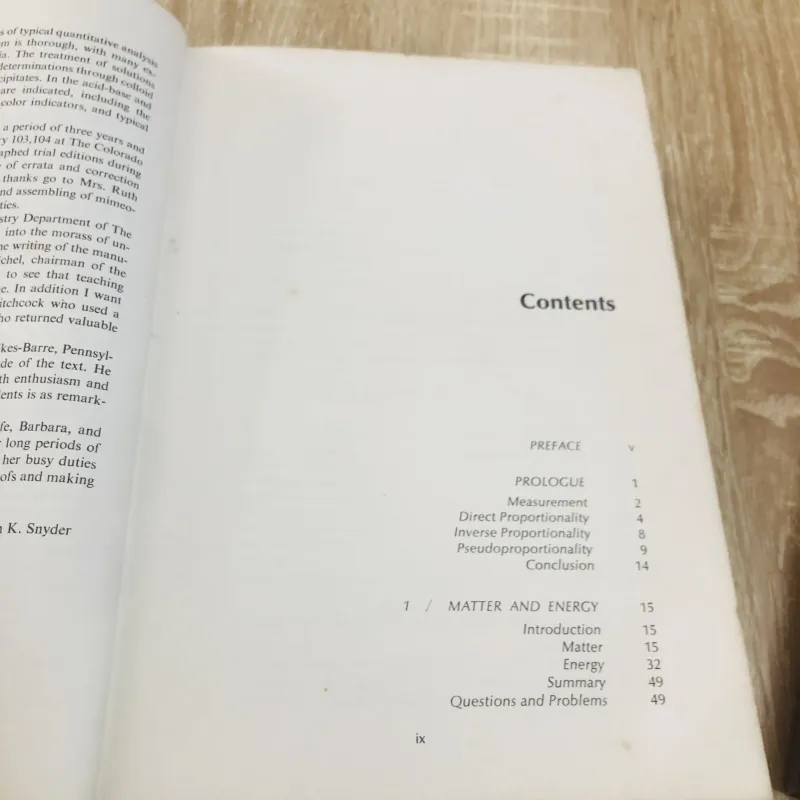 s of typical quantitative analysis
m is thorough, with many ex-
ia. The treatment of solutions
determinations through colloid
cipitates. In the acid-base and
are indicated, including the
color indicators, and typical
a period of three years and
ry 103,104 at The Colorado
aphed trial editions during
of errata and correction
thanks go to Mrs. Ruth
nd assembling of mimeo-
ties.
stry Department of The
into the morass of un-
he writing of the manu-
ichel, chairman of the
to see that teaching
e. In addition I want
itchcock who used a
ho returned valuable
kes-Barre, Pennsyl-
de of the text. He
th enthusiasm and
ents is as remark-
fe, Barbara, and
long periods of
her busy duties
ofs and making
n K. Snyder
Contents
PREFACE v
PROLOGUE 1
Measurement 2
Direct Proportionality 4
Inverse Proportionality 8
Pseudoproportionality 9
Conclusion 14
1 / MATTER AND ENERGY 15
Introduction 15
Matter 15
Energy 32
Summary 49
Questions and Problems 49
ix